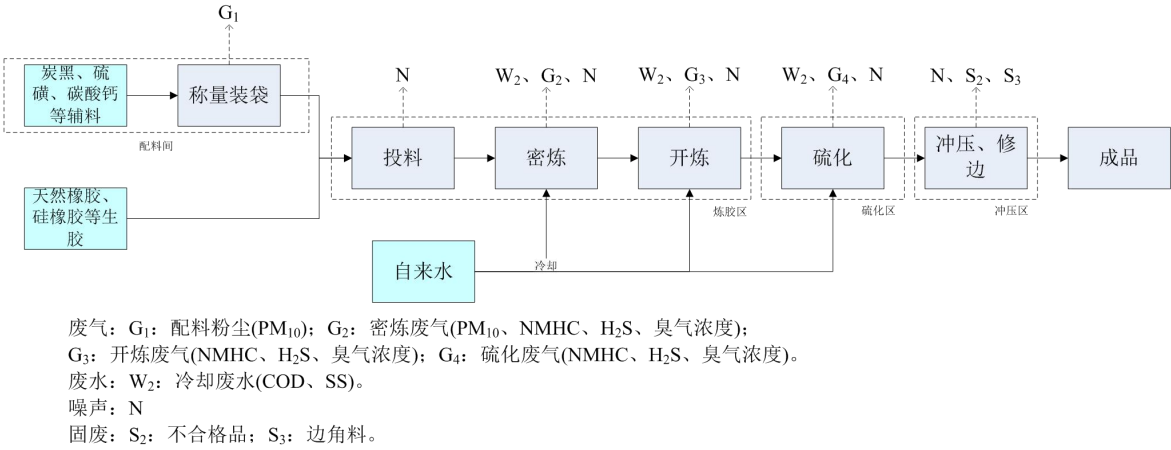 G₁
炭黑、硫
磺、碳酸钙
等辅料
称量装袋
配料间
N
W₂、G₂、N
W₂、G₃、N
W₂、G₄、N
N、S₂、S₃
投料
密炼
开炼
硫化
冲压、修
边
成品
炼胶区
硫化区
冲压区
天然橡胶、
硅橡胶等生
胶
自来水
冷却
废气：G₁：配料粉尘(PM₁₀)；G₂：密炼废气(PM₁₀、NMHC、H₂S、臭气浓度)；
G₃：开炼废气(NMHC、H₂S、臭气浓度)；G₄：硫化废气(NMHC、H₂S、臭气浓度)。
废水：W₂：冷却废水(COD、SS)。
噪声：N
固废：S₂：不合格品；S₃：边角料。